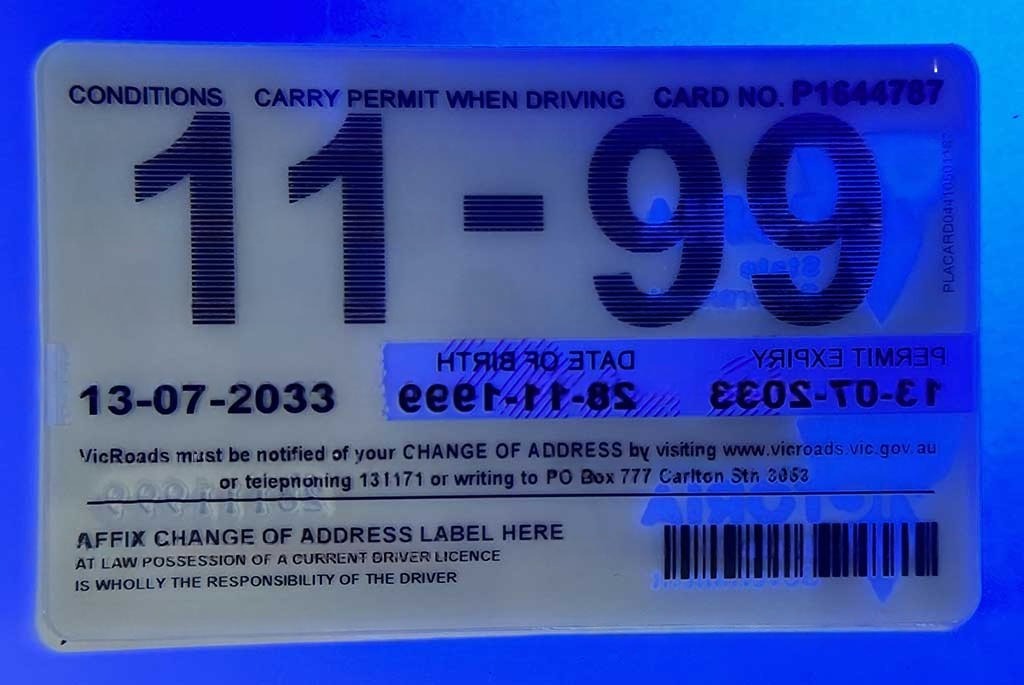 CONDITIONS CARRY PERMIT WHEN DRIVING CARD NO. P1644787
11-99
PERMIT EXPIRY DATE OF BIRTH
13-07-2033 28-11-1999
13-07-2033
VicRoads must be notified of your CHANGE OF ADDRESS by visiting www.vicroads.vic.gov.au
or telephoning 131171 or writing to PO Box 777 Carlton Sth 3053
VICTORIA
AFFIX CHANGE OF ADDRESS LABEL HERE
AT LAW POSSESSION OF A CURRENT DRIVER LICENCE
IS WHOLLY THE RESPONSIBILITY OF THE DRIVER